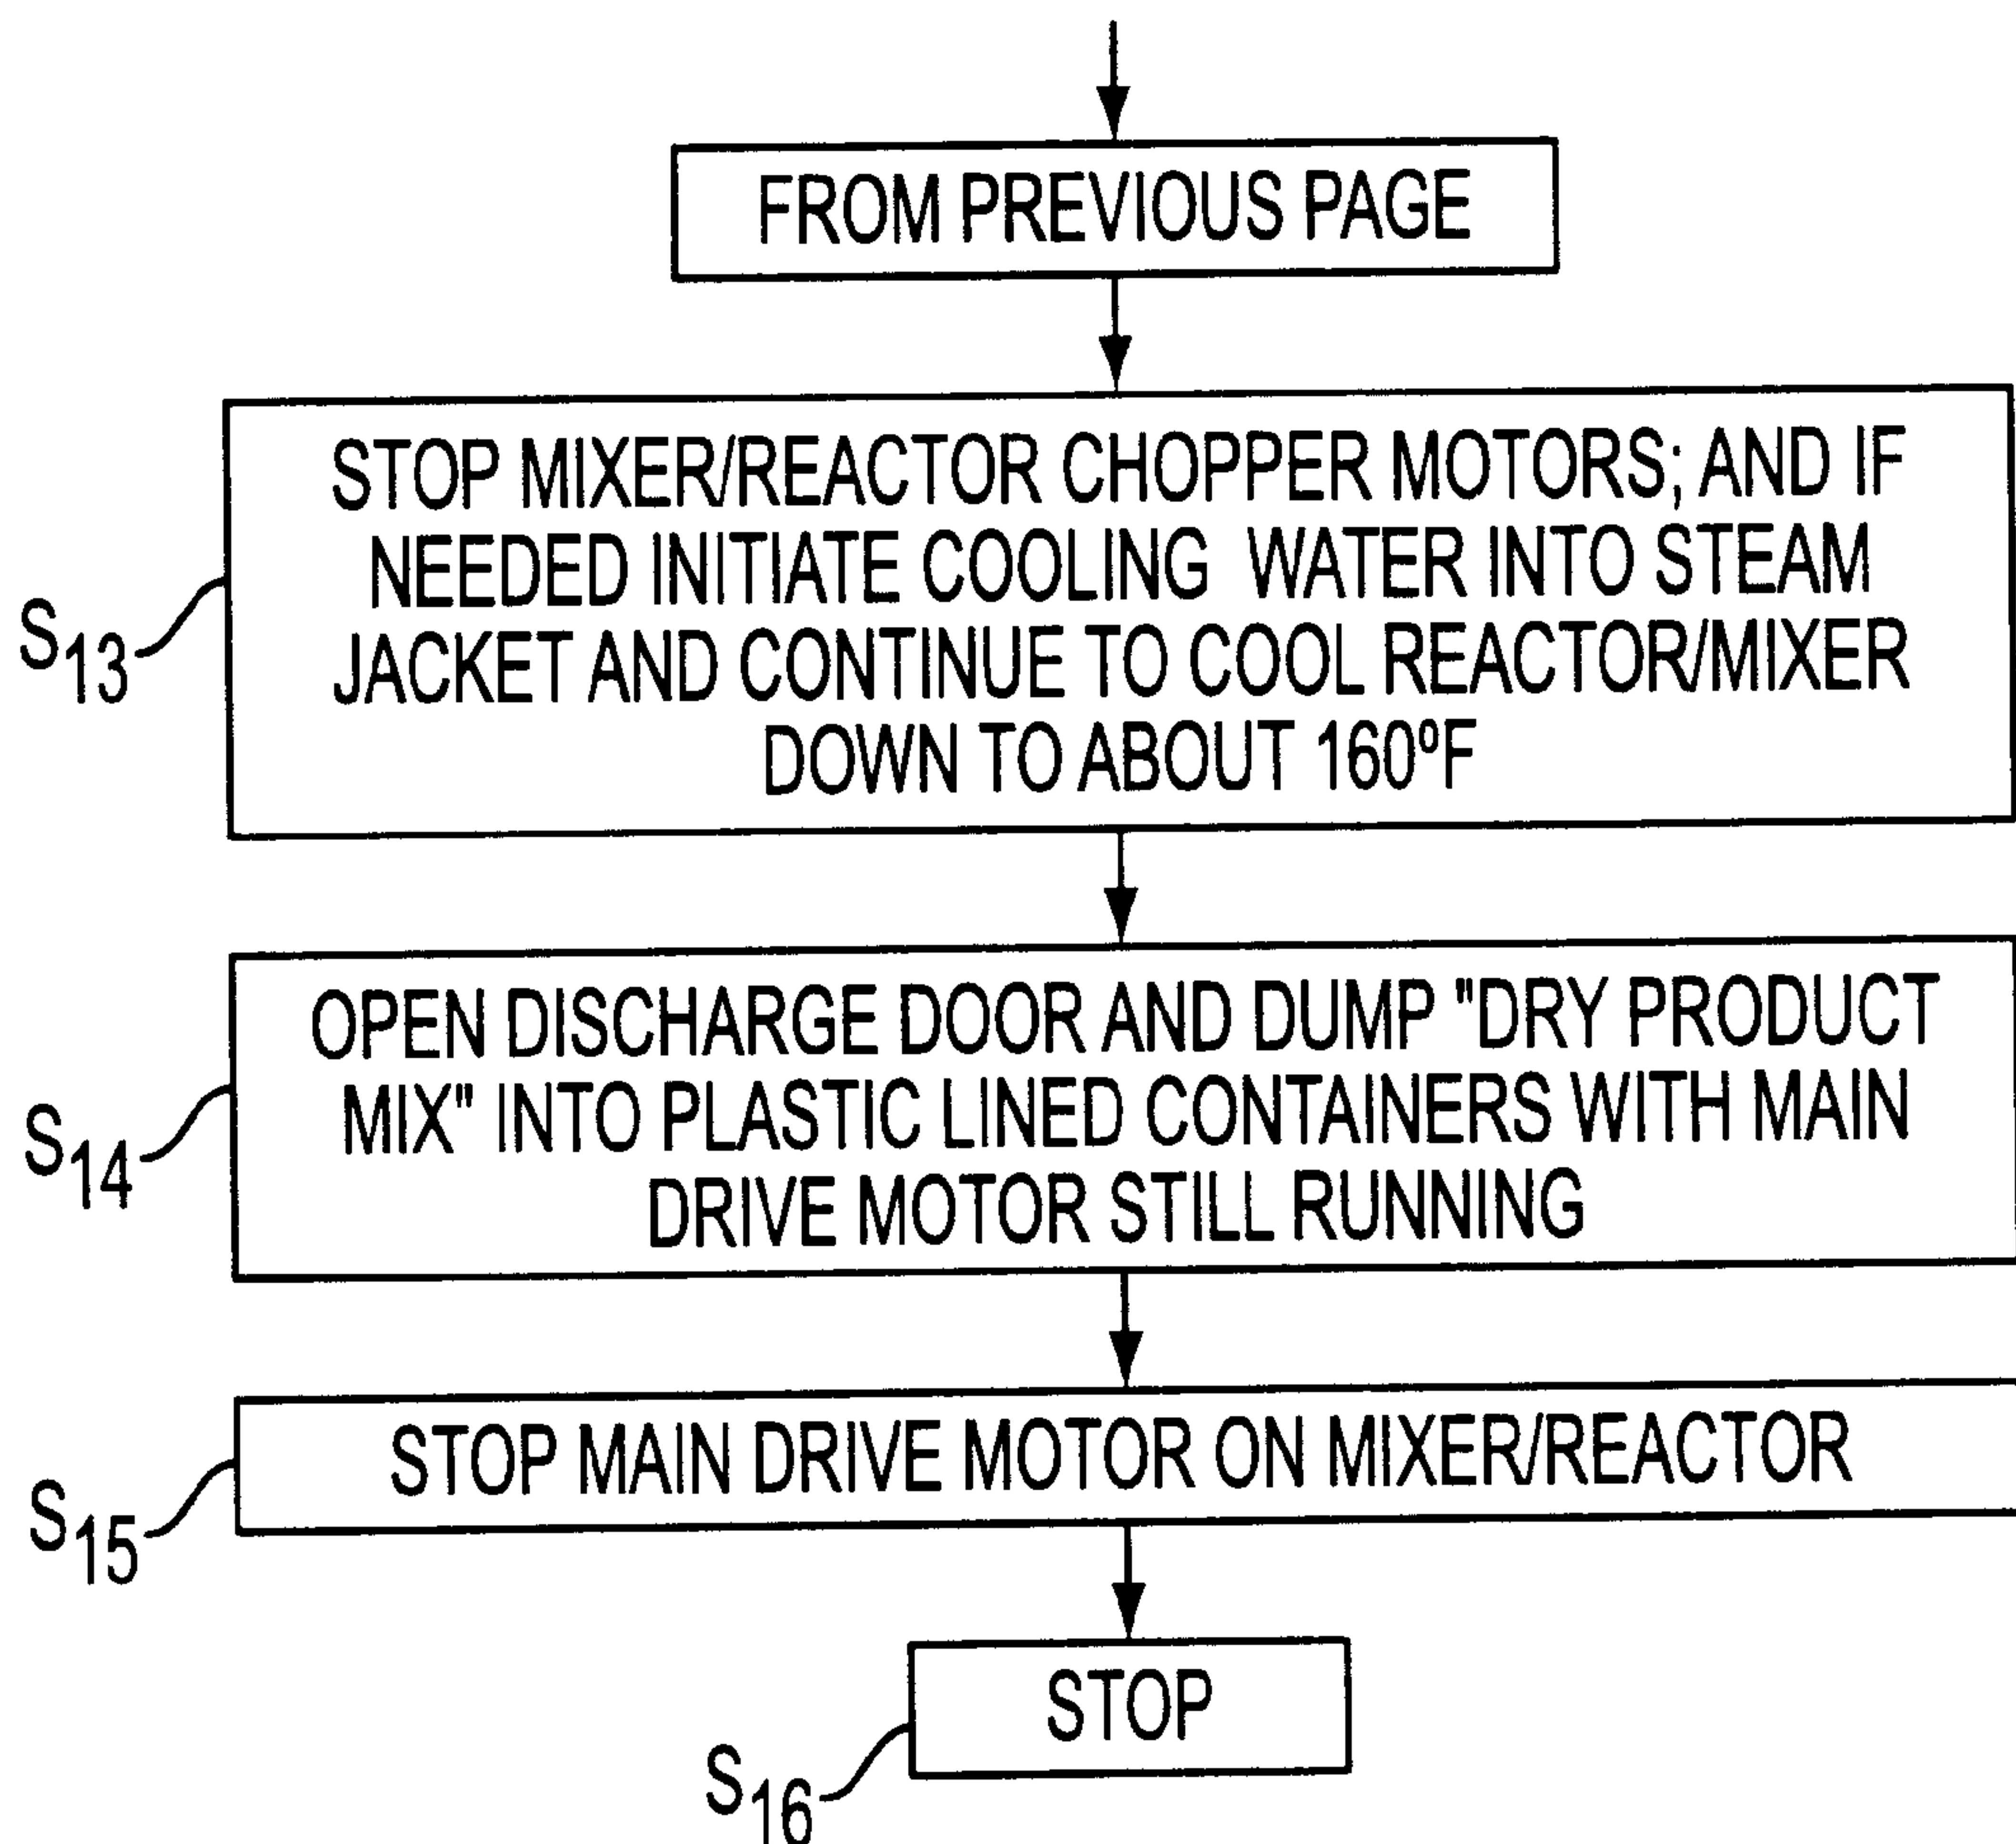 FROM PREVIOUS PAGE
STOP MIXER/REACTOR CHOPPER MOTORS; AND IF
NEEDED INITIATE COOLING WATER INTO STEAM
JACKET AND CONTINUE TO COOL REACTOR/MIXER
DOWN TO ABOUT 160ºF
S13
OPEN DISCHARGE DOOR AND DUMP "DRY PRODUCT
MIX" INTO PLASTIC LINED CONTAINERS WITH MAIN
DRIVE MOTOR STILL RUNNING
S14
STOP MAIN DRIVE MOTOR ON MIXER/REACTOR
S15
STOP
S16